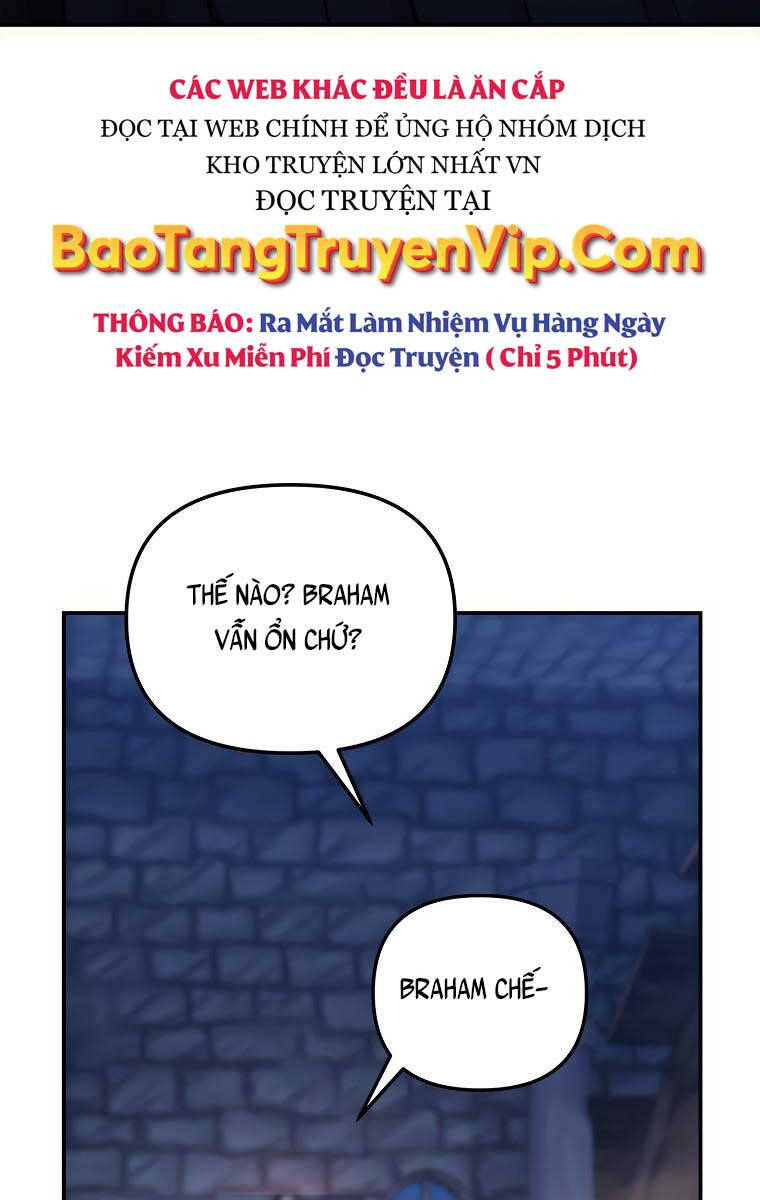 CÁC WEB KHÁC ĐỀU LÀ ĂN CẮP
ĐỌC TẠI WEB CHÍNH ĐỂ ỦNG HỘ NHÓM DỊCH
KHO TRUYỆN LỚN NHẤT VN
ĐỌC TRUYỆN TẠI
BaoTangTruyenVip.Com
THÔNG BÁO: Ra Mắt Làm Nhiệm Vụ Hàng Ngày
Kiếm Xu Miễn Phí Đọc Truyện ( Chỉ 5 Phút)
THẾ NÀO? BRAHAM
VẪN ỔN CHỨ?
BRAHAM CHẾ-